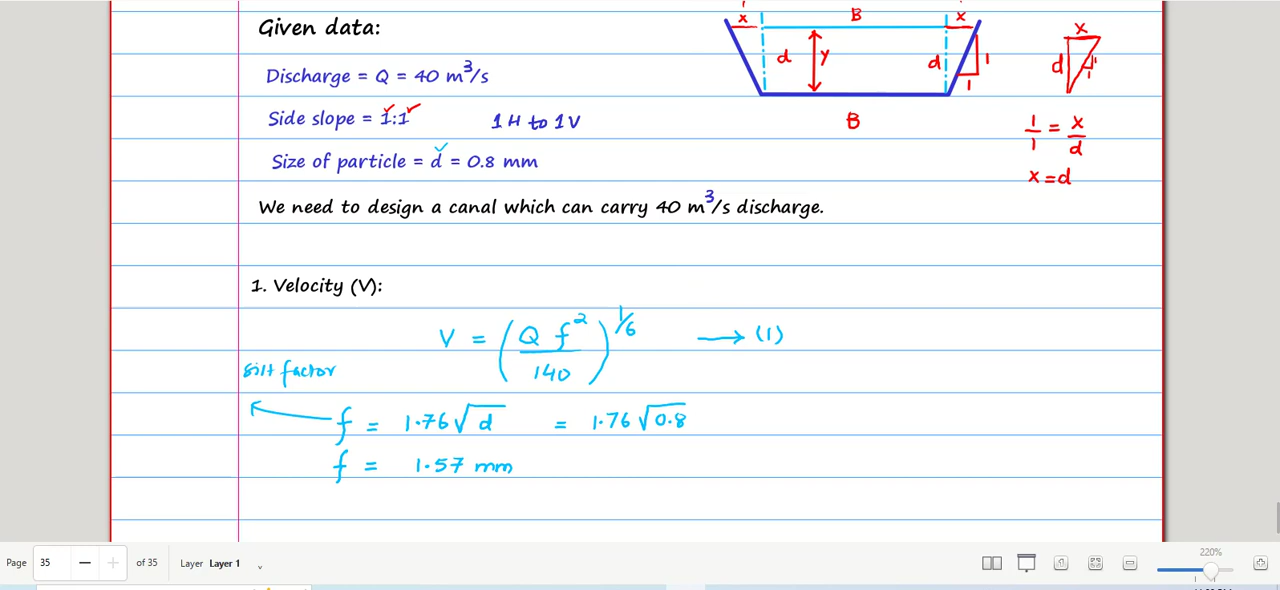 Given data:
Discharge = Q = 40 m³/s
Side slope = 1:1 1 H to 1 V
Size of particle = d = 0.8 mm
We need to design a canal which can carry 40 m³/s discharge.
x B x
d y d 1
1
B
x
d 1
1
1/1 = x/d
x = d
1. Velocity (V):
V = (Q f² / 140)^1/6 → (1)
silt factor
f = 1.76 √d = 1.76 √0.8
f = 1.57 mm
Page 35 of 35 Layer Layer 1
220%